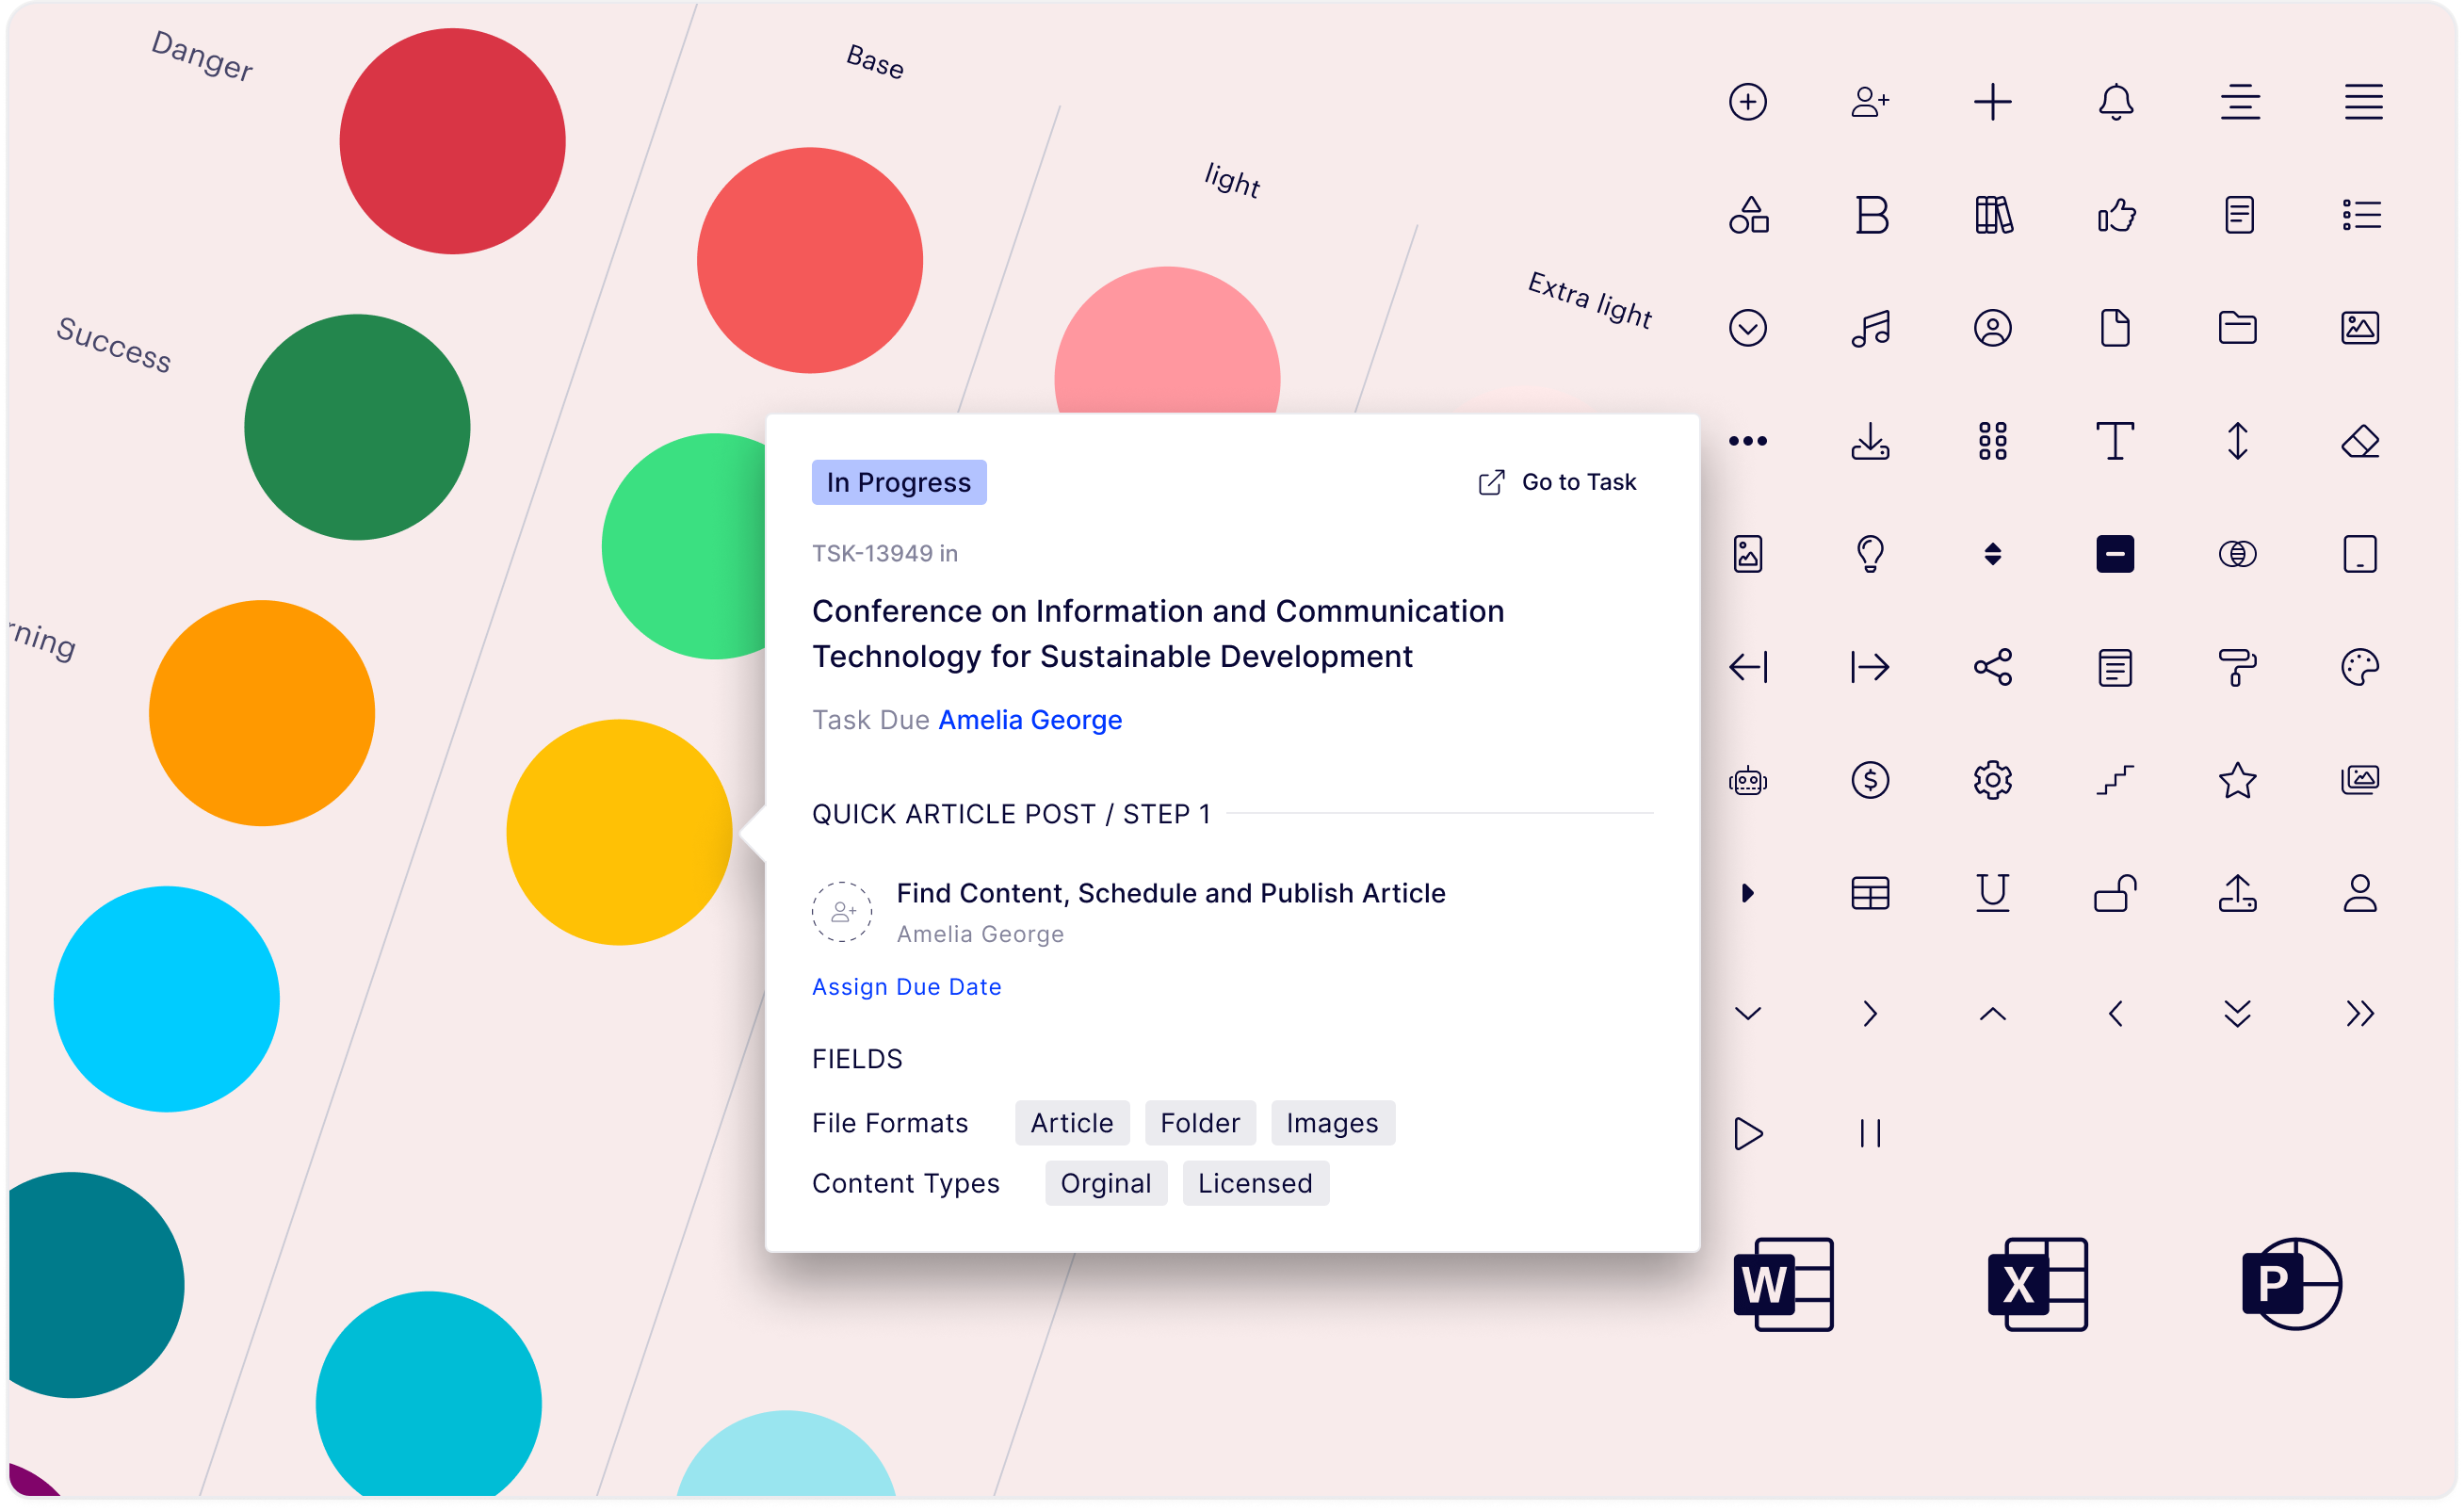 Danger
Base
light
Extra light
Success
rning
In Progress
Go to Task
TSK-13949 in
Conference on Information and Communication
Technology for Sustainable Development
Task Due Amelia George
QUICK ARTICLE POST / STEP 1
Find Content, Schedule and Publish Article
Amelia George
Assign Due Date
FIELDS
File Formats Article Folder Images
Content Types Orginal Licensed
W X P